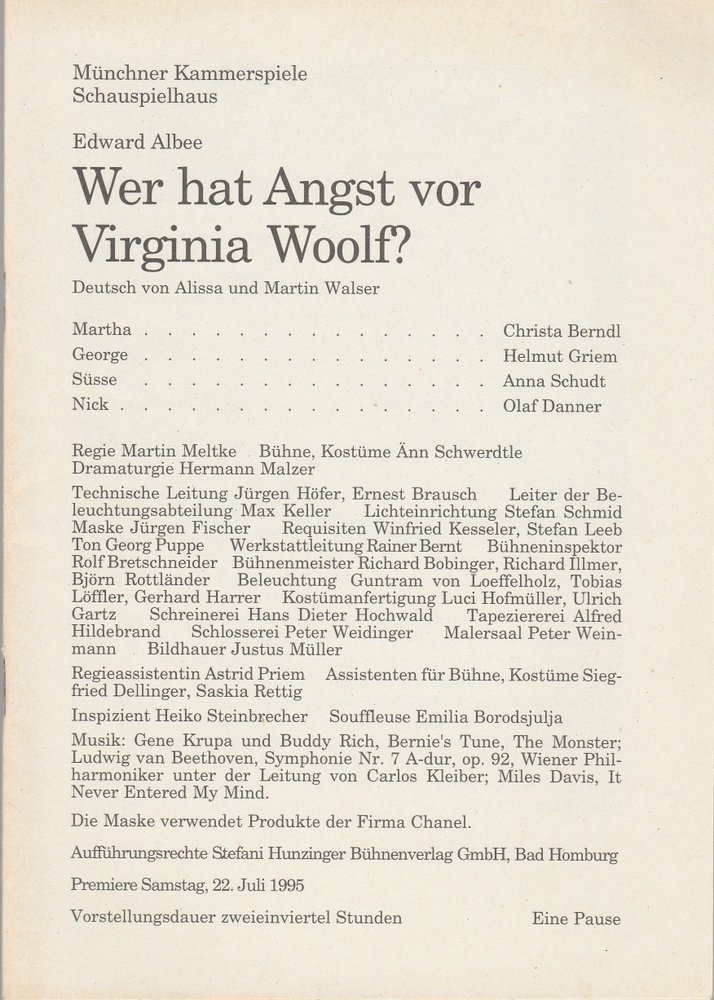 Münchner Kammerspiele
Schauspielhaus
Edward Albee
Wer hat Angst vor
Virginia Woolf?
Deutsch von Alissa und Martin Walser
Martha . . . . . . . . . . . . . . . Christa Berndl
George . . . . . . . . . . . . . . . Helmut Griem
Süsse . . . . . . . . . . . . . . . Anna Schudt
Nick . . . . . . . . . . . . . . . . Olaf Danner
Regie Martin Meltke Bühne, Kostüme Änn Schwerdtle
Dramaturgie Hermann Malzer
Technische Leitung Jürgen Höfer, Ernest Brausch Leiter der Be-
leuchtungsabteilung Max Keller Lichteinrichtung Stefan Schmid
Maske Jürgen Fischer Requisiten Winfried Kesseler, Stefan Leeb
Ton Georg Puppe Werkstattleitung Rainer Bernt Bühneninspektor
Rolf Bretschneider Bühnenmeister Richard Bobinger, Richard Illmer,
Björn Rottländer Beleuchtung Guntram von Loeffelholz, Tobias
Löffler, Gerhard Harrer Kostümanfertigung Luci Hofmüller, Ulrich
Gartz Schreinerei Hans Dieter Hochwald Tapeziererei Alfred
Hildebrand Schlosserei Peter Weidinger Malersaal Peter Wein-
mann Bildhauer Justus Müller
Regieassistentin Astrid Priem Assistenten für Bühne, Kostüme Sieg-
fried Dellinger, Saskia Rettig
Inspizient Heiko Steinbrecher Souffleuse Emilia Borodsjulja
Musik: Gene Krupa und Buddy Rich, Bernie's Tune, The Monster;
Ludwig van Beethoven, Symphonie Nr. 7 A-dur, op. 92, Wiener Phil-
harmoniker unter der Leitung von Carlos Kleiber; Miles Davis, It
Never Entered My Mind.
Die Maske verwendet Produkte der Firma Chanel.
Aufführungsrechte Stefani Hunzinger Bühnenverlag GmbH, Bad Homburg
Premiere Samstag, 22. Juli 1995
Vorstellungsdauer zweieinviertel Stunden Eine Pause